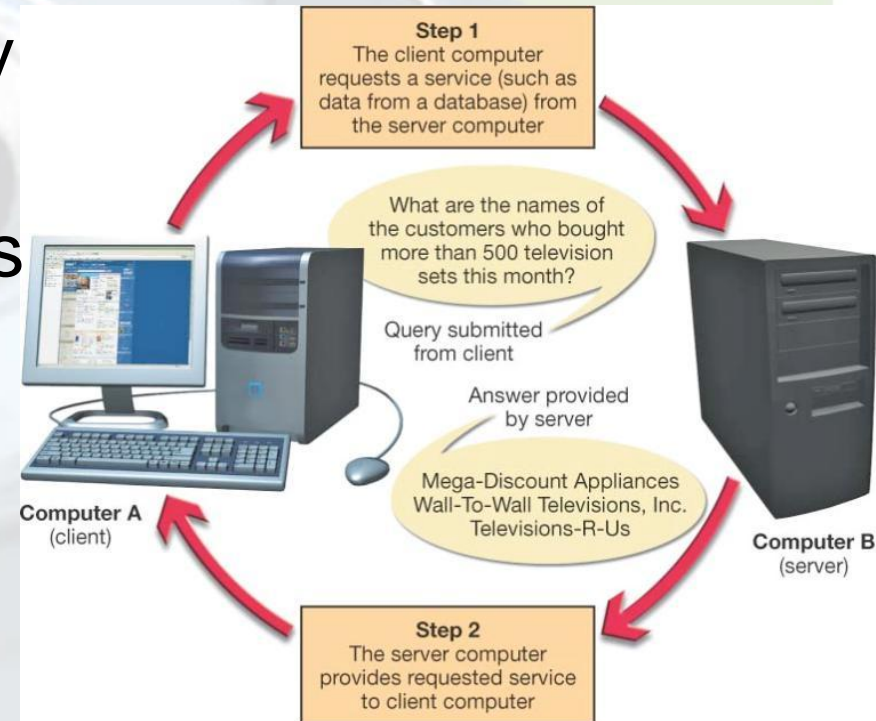 Step 1
The client computer
requests a service (such as
data from a database) from
the server computer
y
s
What are the names of
the customers who bought
more than 500 television
sets this month?
Query submitted
from client
Answer provided
by server
Mega-Discount Appliances
Wall-To-Wall Televisions, Inc.
Televisions-R-Us
Computer A
(client)
Computer B
(server)
Step 2
The server computer
provides requested service
to client computer